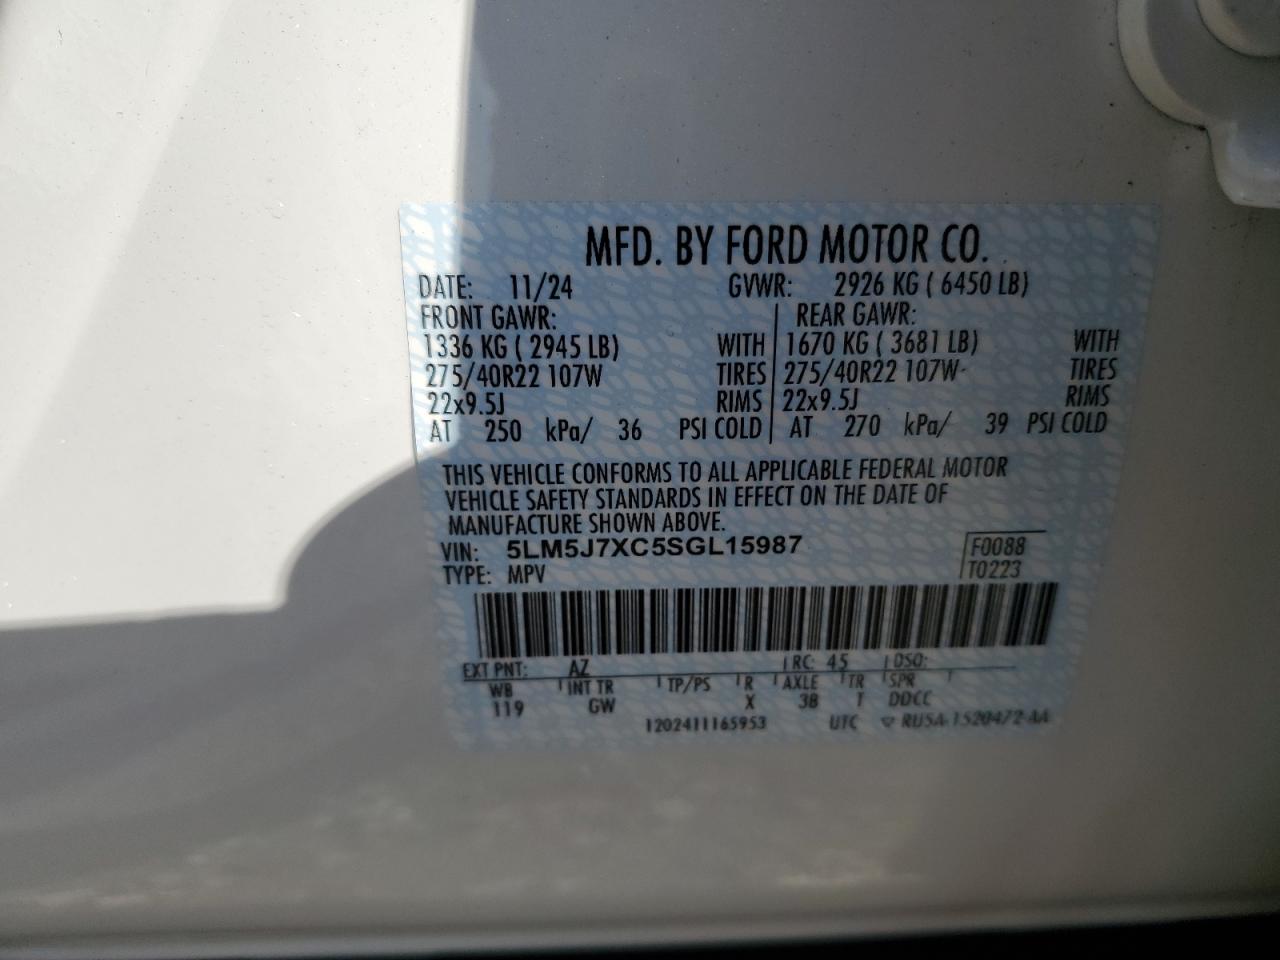 MFD. BY FORD MOTOR CO.
DATE: 11/24 GVWR: 2926 KG ( 6450 LB)
FRONT GAWR: REAR GAWR:
1336 KG ( 2945 LB) WITH 1670 KG ( 3681 LB) WITH
275/40R22 107W TIRES 275/40R22 107W TIRES
22x9.5J RIMS 22x9.5J RIMS
AT 250 kPa/ 36 PSI COLD AT 270 kPa/ 39 PSI COLD
THIS VEHICLE CONFORMS TO ALL APPLICABLE FEDERAL MOTOR
VEHICLE SAFETY STANDARDS IN EFFECT ON THE DATE OF
MANUFACTURE SHOWN ABOVE.
VIN: 5LM5J7XC5SGL15987 F0088
TYPE: MPV T0223
EXT PNT: AZ RC: 45 DSO:
WB INT TR TP/PS R AXLE TR SPR
119 GW X 3B T DDCC
1202411165953 UTC RU5A-1520472-AA